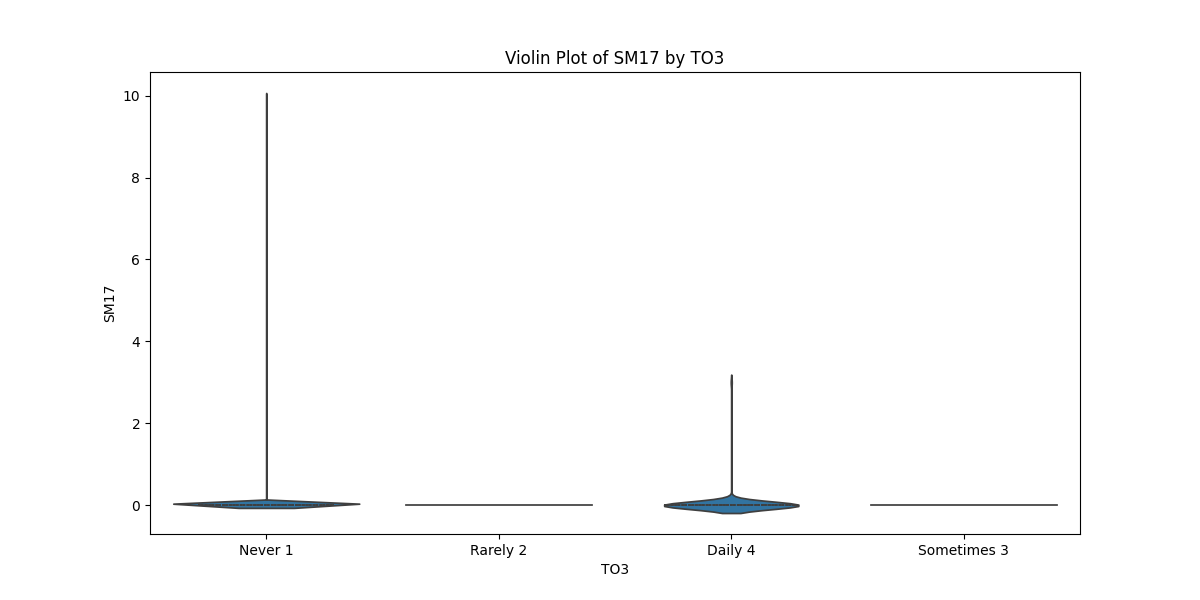 Violin Plot of SM17 by TO3
10
8
6
4
2
0
SM17
Never 1
Rarely 2
Daily 4
Sometimes 3
TO3